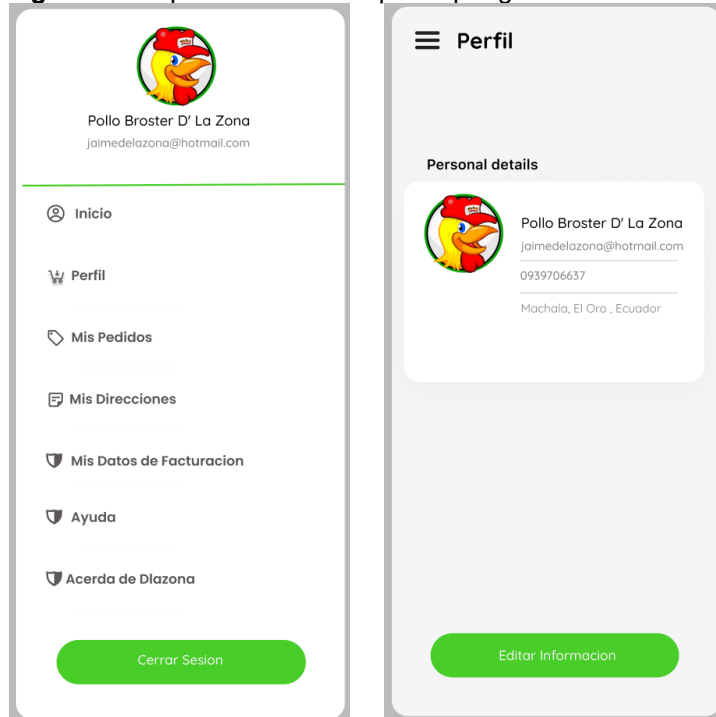 Pollo Broster D' La Zona
jaimedelazona@hotmail.com
Inicio
Perfil
Mis Pedidos
Mis Direcciones
Mis Datos de Facturacion
Ayuda
Acerda de Dlazona
Cerrar Sesion
Perfil
Personal details
Pollo Broster D' La Zona
jaimedelazona@hotmail.com
0939706637
Machala, El Oro , Ecuador
Editar Informacion